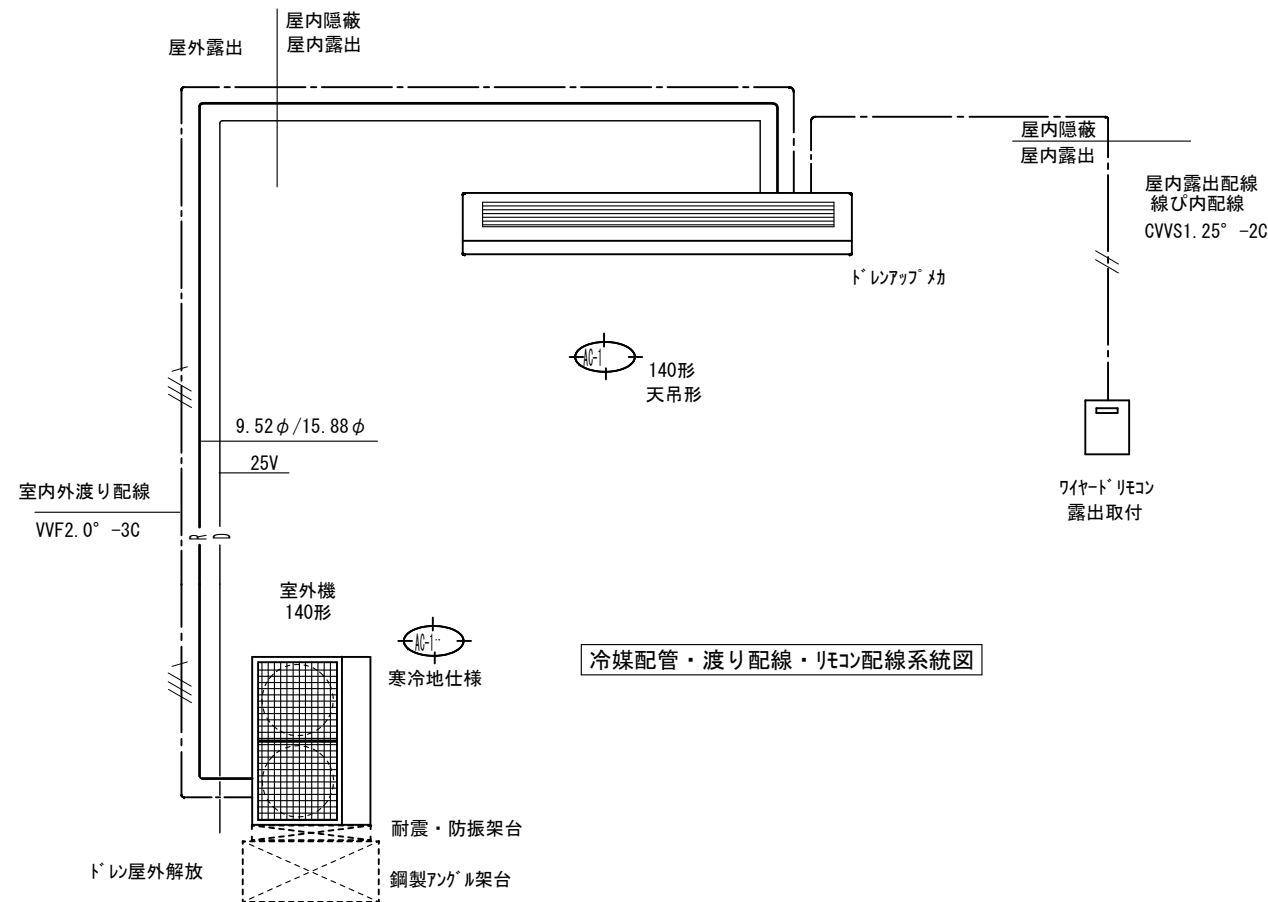 屋内隠蔽
屋外露出
屋内露出
屋内隠蔽
屋内露出
屋内露出配線
線ぴ内配線
CVVS1.25°-2C
ﾄﾞﾚﾝｱｯﾌﾟﾒｶ
AC-1
140形
天吊形
9.52φ/15.88φ
25V
ﾜｲﾔｰﾄﾞﾘﾓｺﾝ
露出取付
室内外渡り配線
VVF2.0°-3C
R
D
室外機
140形
AC-1
寒冷地仕様
冷媒配管・渡り配線・ﾘﾓｺﾝ配線系統図
耐震・防振架台
ﾄﾞﾚﾝ屋外解放
鋼製ｱﾝｸﾞﾙ架台